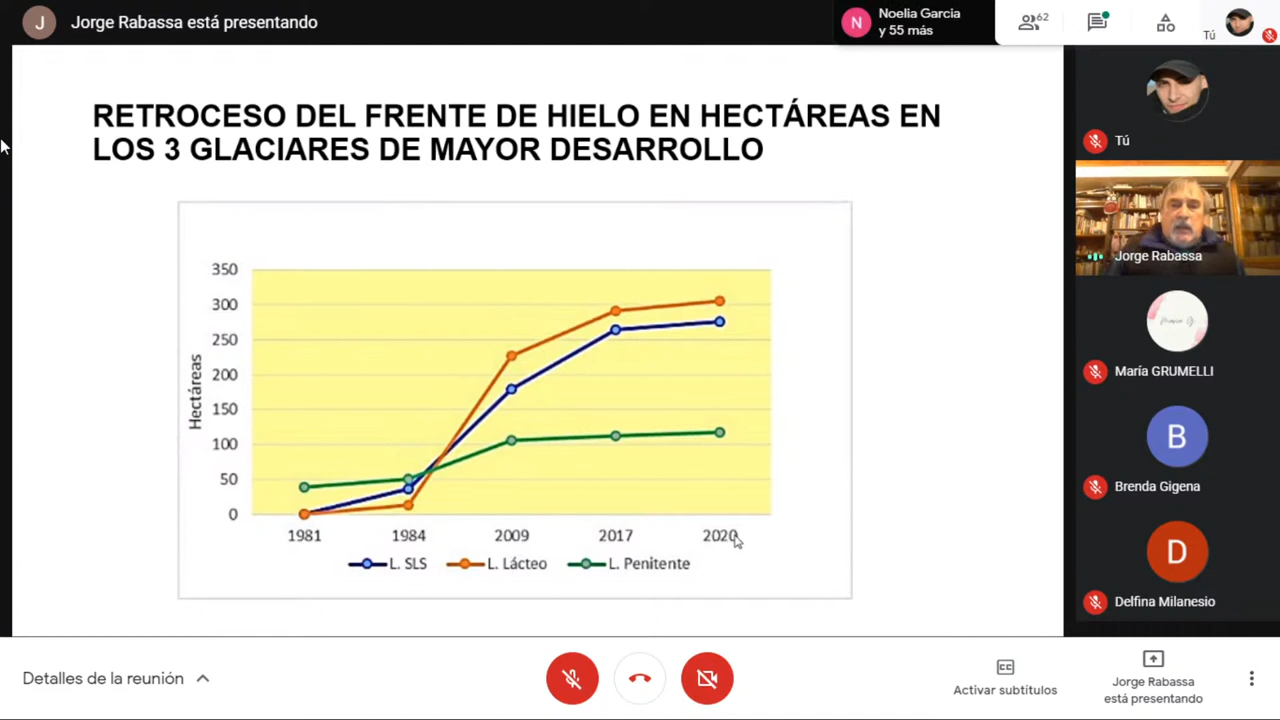 J
Jorge Rabassa está presentando
N
Noelia Garcia
y 55 más
62
Tú
RETROCESO DEL FRENTE DE HIELO EN HECTÁREAS EN
LOS 3 GLACIARES DE MAYOR DESARROLLO
Hectáreas
350
300
250
200
150
100
50
0
1981 1984 2009 2017 2020
L. SLS L. Lácteo L. Penitente
Tú
Jorge Rabassa
María GRUMELLI
B
Brenda Gigena
D
Delfina Milanesio
Detalles de la reunión
CC
Activar subtítulos
Jorge Rabassa
está presentando